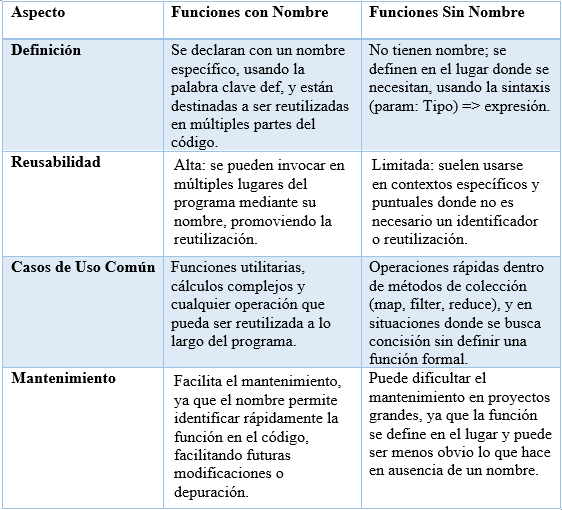 Aspecto
Funciones con Nombre
Funciones Sin Nombre
Definición
Se declaran con un nombre
específico, usando la
palabra clave def, y están
destinadas a ser reutilizadas
en múltiples partes del
código.
No tienen nombre; se
definen en el lugar donde se
necesitan, usando la sintaxis
(param: Tipo) => expresión.
Reusabilidad
Alta: se pueden invocar en
múltiples lugares del
programa mediante su
nombre, promoviendo la
reutilización.
Limitada: suelen usarse
en contextos específicos y
puntuales donde no es
necesario un identificador
o reutilización.
Casos de Uso Común
Funciones utilitarias,
cálculos complejos y
cualquier operación que
pueda ser reutilizada a lo
largo del programa.
Operaciones rápidas dentro
de métodos de colección
(map, filter, reduce), y en
situaciones donde se busca
concisión sin definir una
función formal.
Mantenimiento
Facilita el mantenimiento,
ya que el nombre permite
identificar rápidamente la
función en el código,
facilitando futuras
modificaciones o
depuración.
Puede dificultar el
mantenimiento en proyectos
grandes, ya que la función
se define en el lugar y puede
ser menos obvio lo que hace
en ausencia de un nombre.